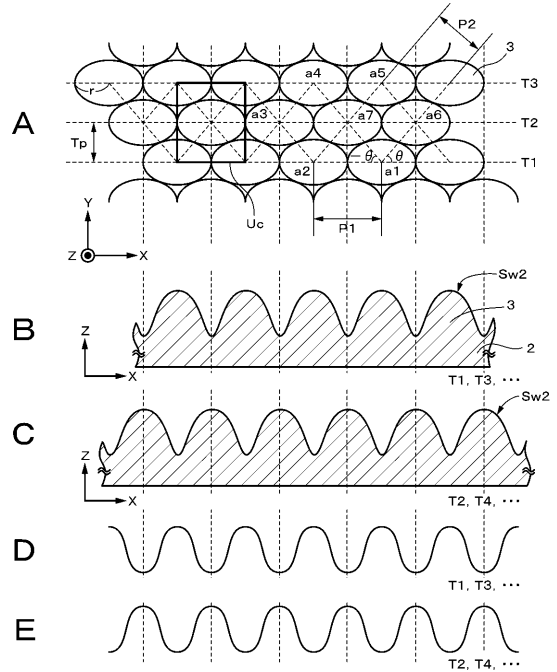 P2
3
a4
a5
T3
r
A
a3
a7
a6
T2
Tp
θ
θ
T1
a2
a1
Uc
P1
Y
Z
X
Sw2
B
3
Z
2
X
T1, T3, ･･･
Sw2
C
Z
X
T2, T4, ･･･
D
T1, T3, ･･･
E
T2, T4, ･･･